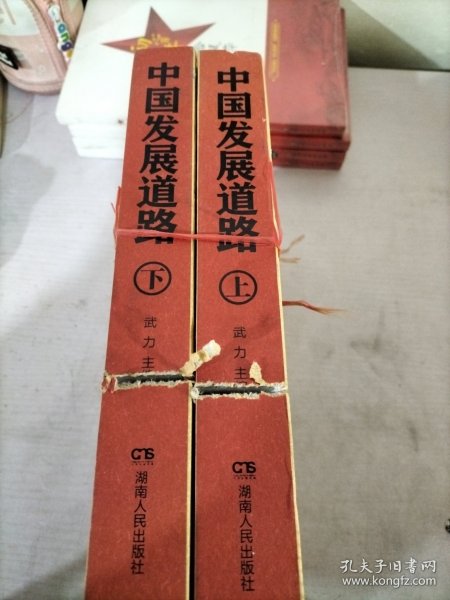 中国发展道路
下
武力 主
CNS
湖南人民出版社
中国发展道路
上
武力 主
CNS
湖南人民出版社
孔夫子旧书网
www.kongfz.com